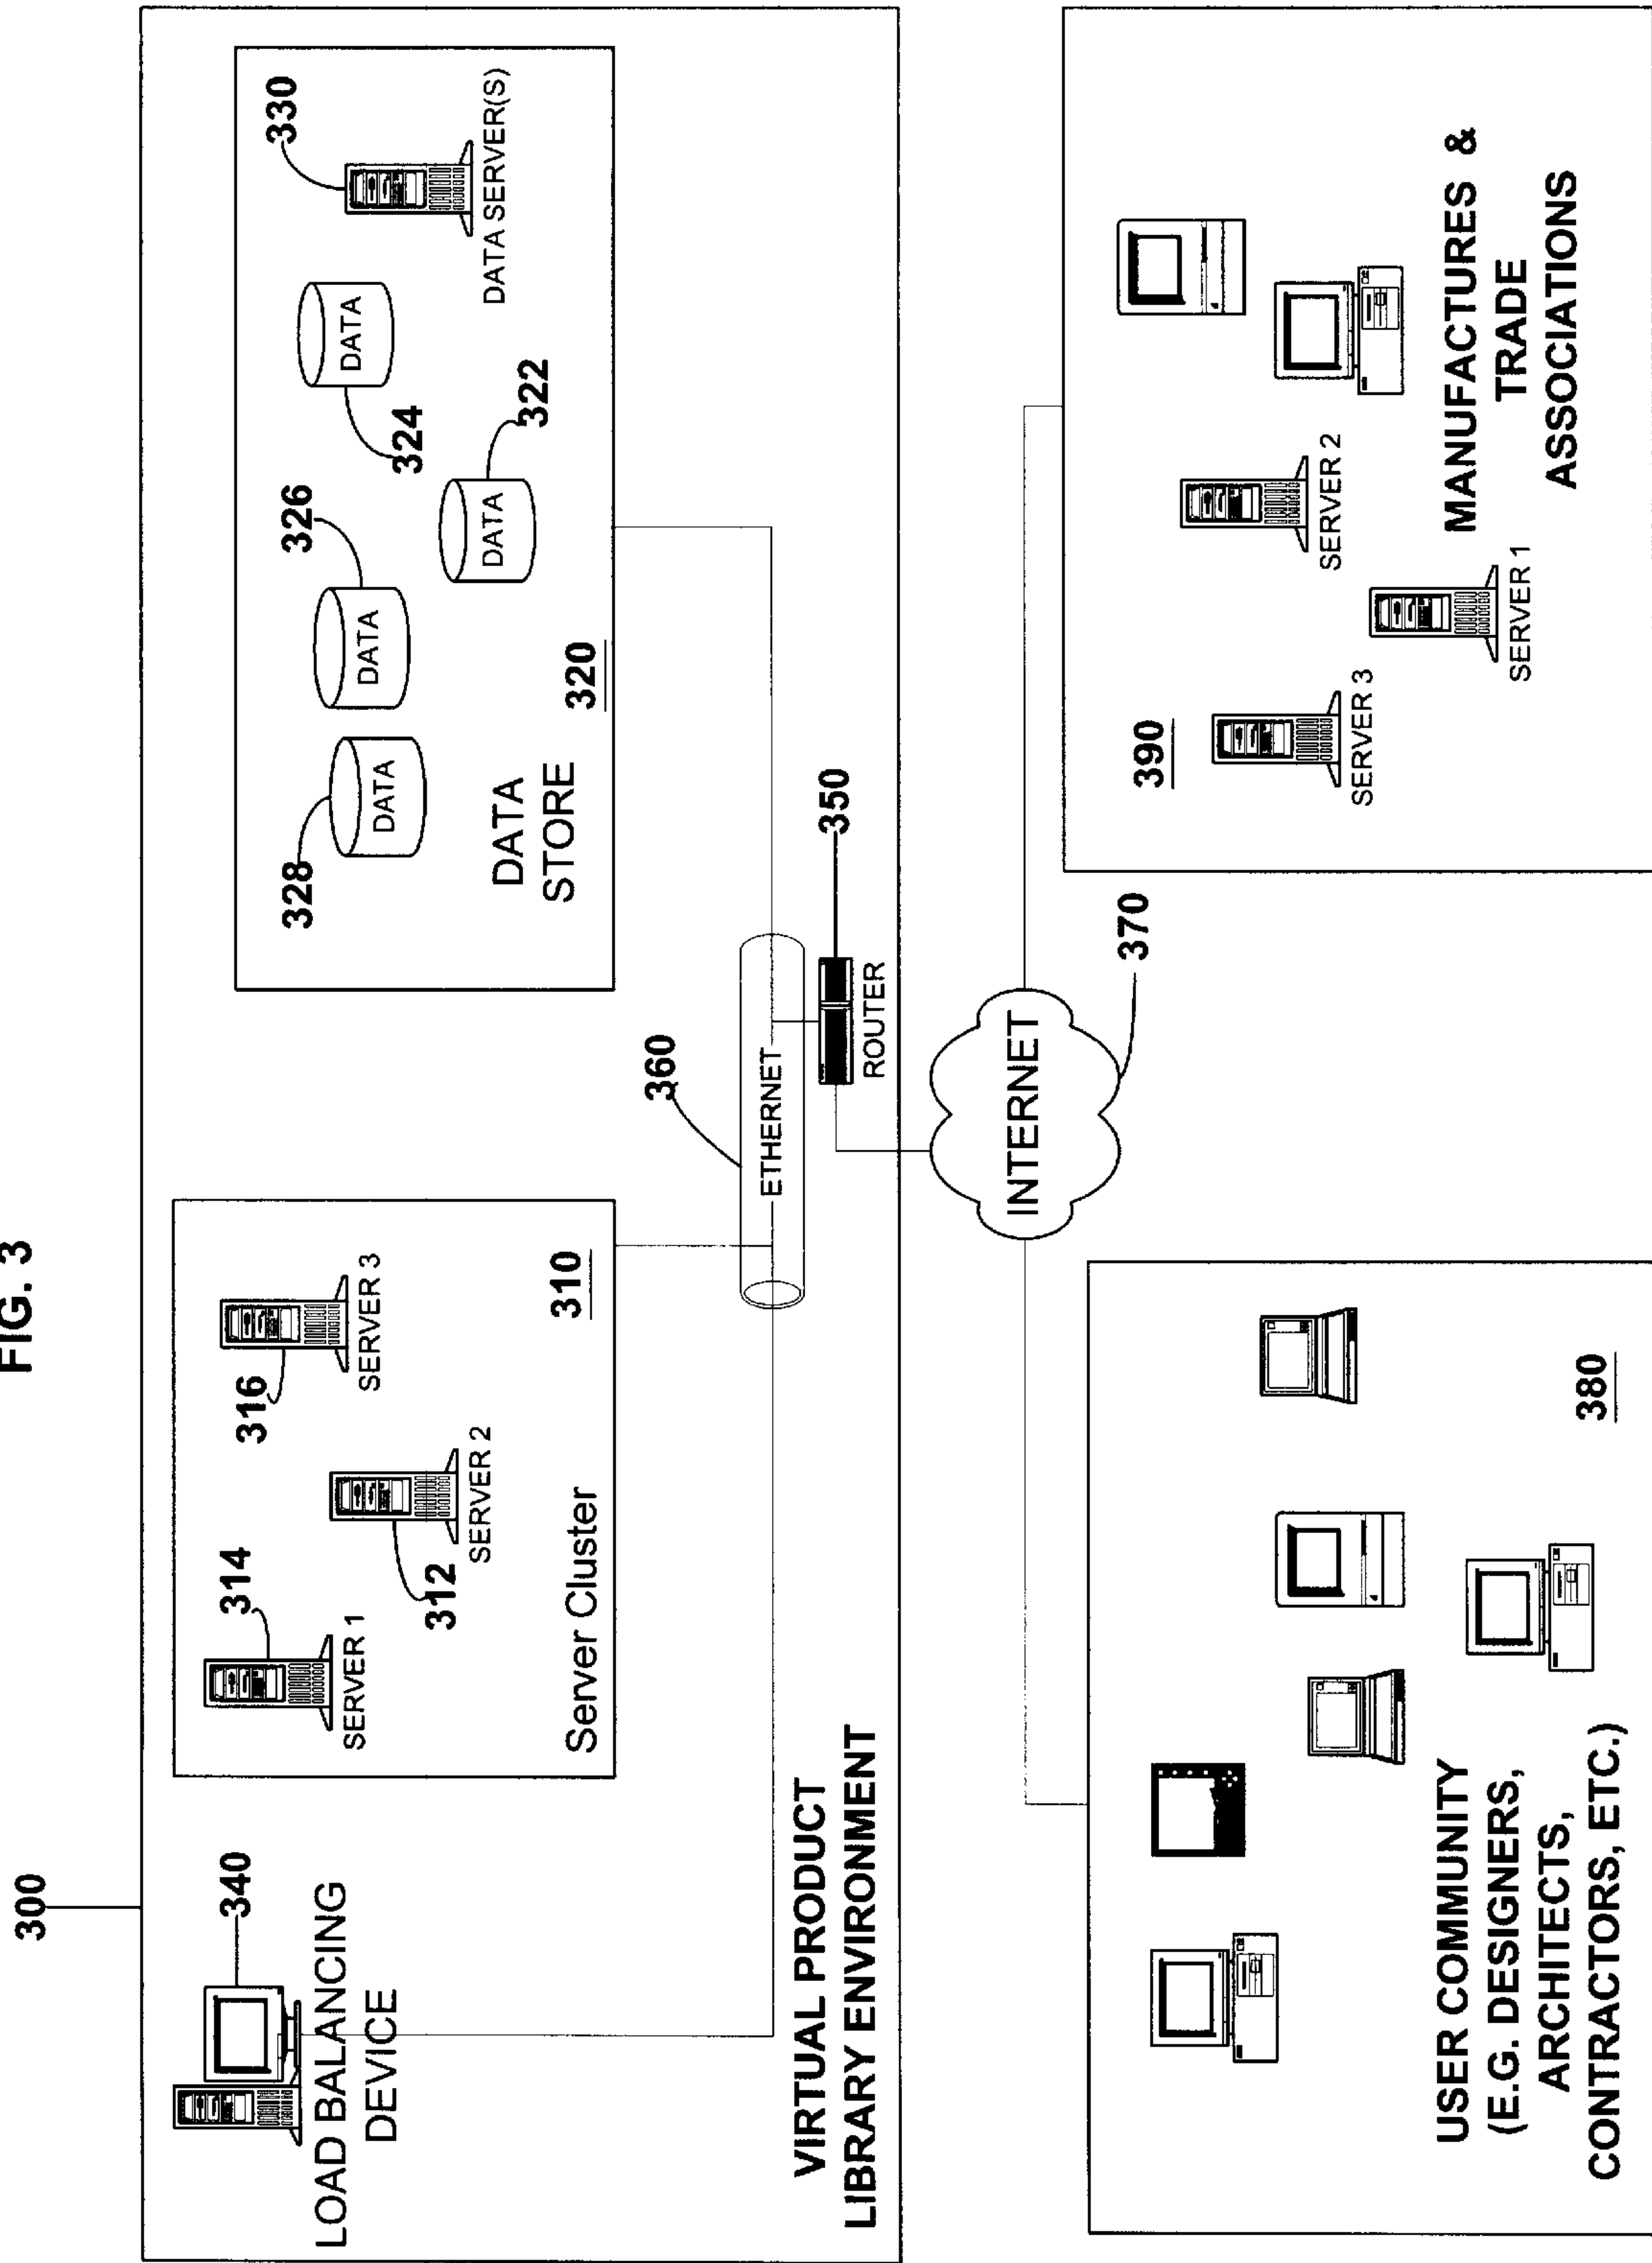 FIG. 3
300
340
LOAD BALANCING
DEVICE
314
SERVER 1
312
SERVER 2
316
SERVER 3
Server Cluster
310
328
DATA
326
DATA
324
DATA
322
DATA
330
DATA SERVER(S)
DATA
STORE
320
360
ETHERNET
350
ROUTER
VIRTUAL PRODUCT
LIBRARY ENVIRONMENT
INTERNET
370
USER COMMUNITY
(E.G. DESIGNERS,
ARCHITECTS,
CONTRACTORS, ETC.)
380
390
SERVER 3
SERVER 2
SERVER 1
MANUFACTURES &
TRADE
ASSOCIATIONS